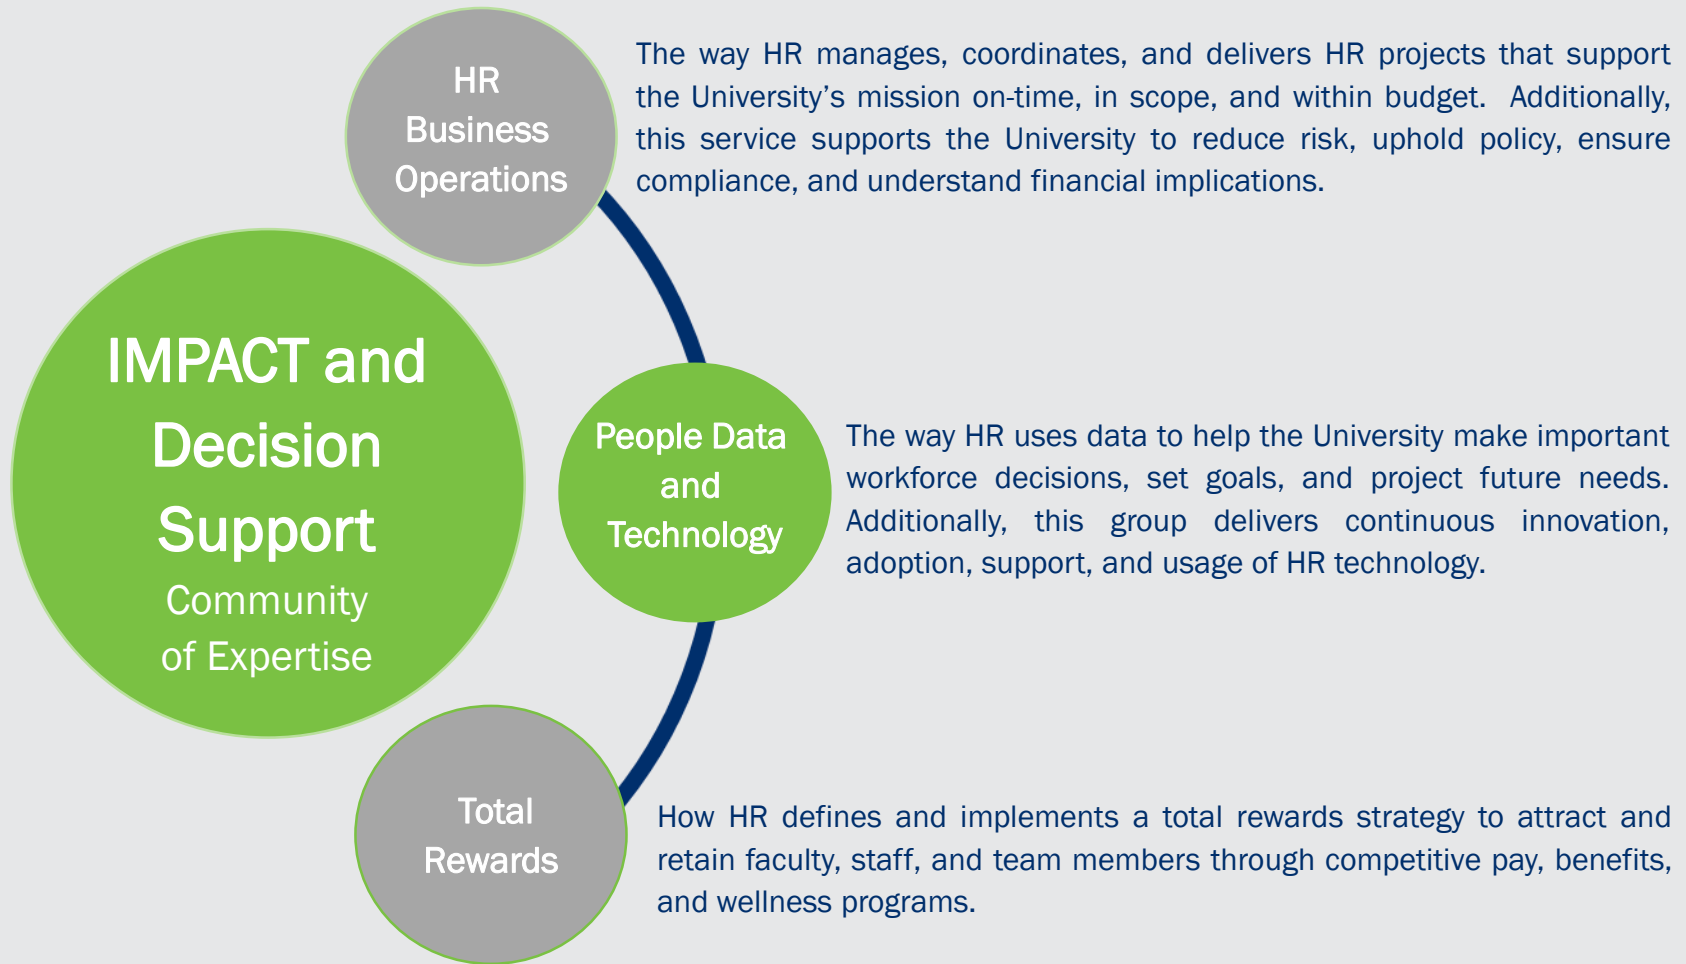 HR
Business
Operations
The way HR manages, coordinates, and delivers HR projects that support
the University’s mission on-time, in scope, and within budget. Additionally,
this service supports the University to reduce risk, uphold policy, ensure
compliance, and understand financial implications.
IMPACT and
Decision
Support
Community
of Expertise
People Data
and
Technology
The way HR uses data to help the University make important
workforce decisions, set goals, and project future needs.
Additionally, this group delivers continuous innovation,
adoption, support, and usage of HR technology.
Total
Rewards
How HR defines and implements a total rewards strategy to attract and
retain faculty, staff, and team members through competitive pay, benefits,
and wellness programs.